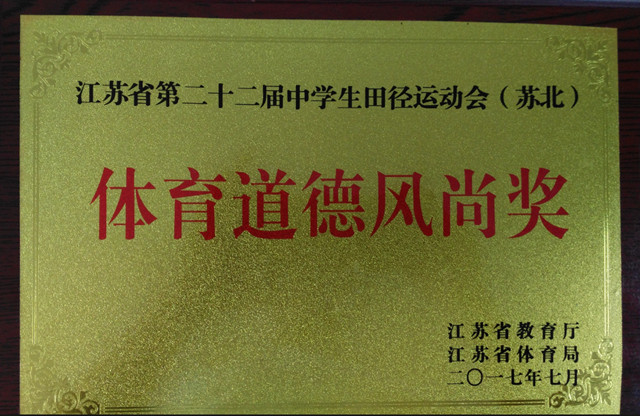 江苏省第二十二届中学生田径运动会（苏北）
体育道德风尚奖
江苏省教育厅
江苏省体育局
二〇一七年七月